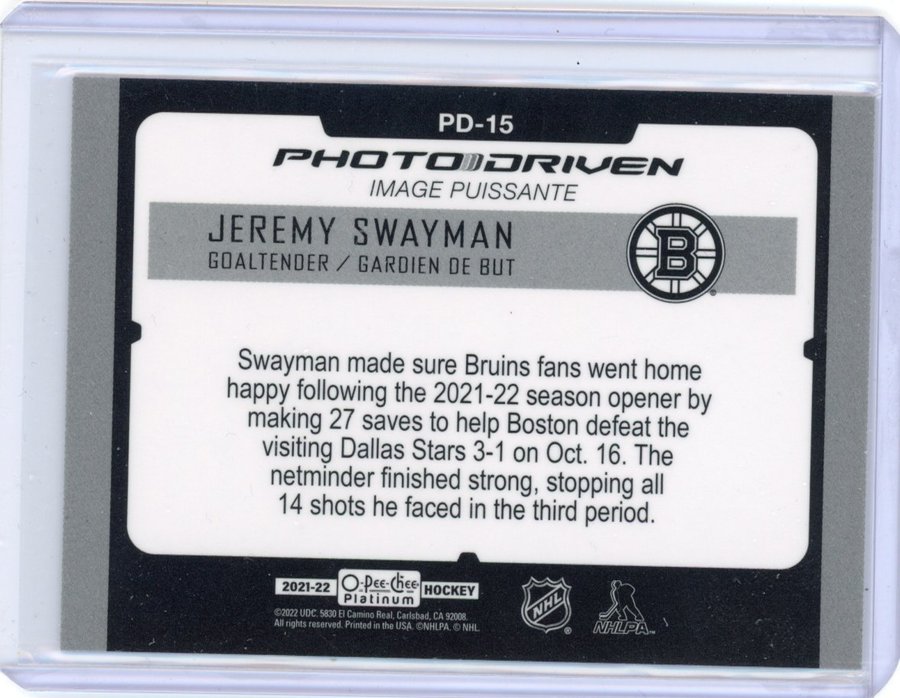 PD-15
PHOTO DRIVEN
IMAGE PUISSANTE
JEREMY SWAYMAN
GOALTENDER / GARDIEN DE BUT
B
Swayman made sure Bruins fans went home
happy following the 2021-22 season opener by
making 27 saves to help Boston defeat the
visiting Dallas Stars 3-1 on Oct. 16. The
netminder finished strong, stopping all
14 shots he faced in the third period.
2021-22 O-Pee-Chee Platinum HOCKEY
©2022 UDC. 5830 El Camino Real, Carlsbad, CA 92008.
All rights reserved. Printed in the USA. ©NHLPA. © NHL.
NHL
NHLPA